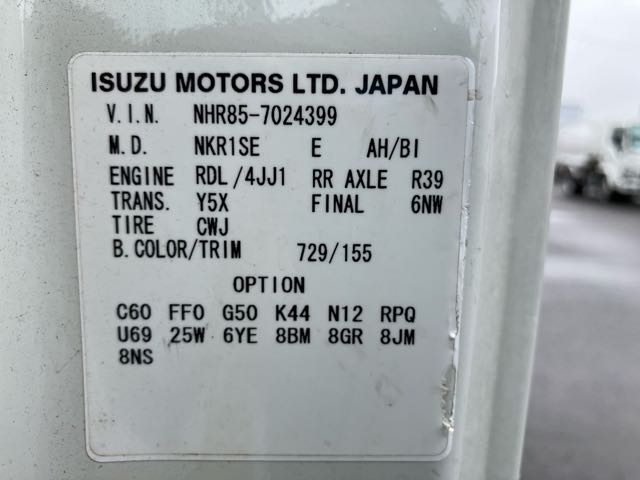 ISUZU MOTORS LTD. JAPAN
V.I.N. NHR85-7024399
M.D. NKR1SE E AH/BI
ENGINE RDL/4JJ1 RR AXLE R39
TRANS. Y5X FINAL 6NW
TIRE CWJ
B.COLOR/TRIM 729/155
OPTION
C60 FF0 G50 K44 N12 RPQ
U69 25W 6YE 8BM 8GR 8JM
8NS